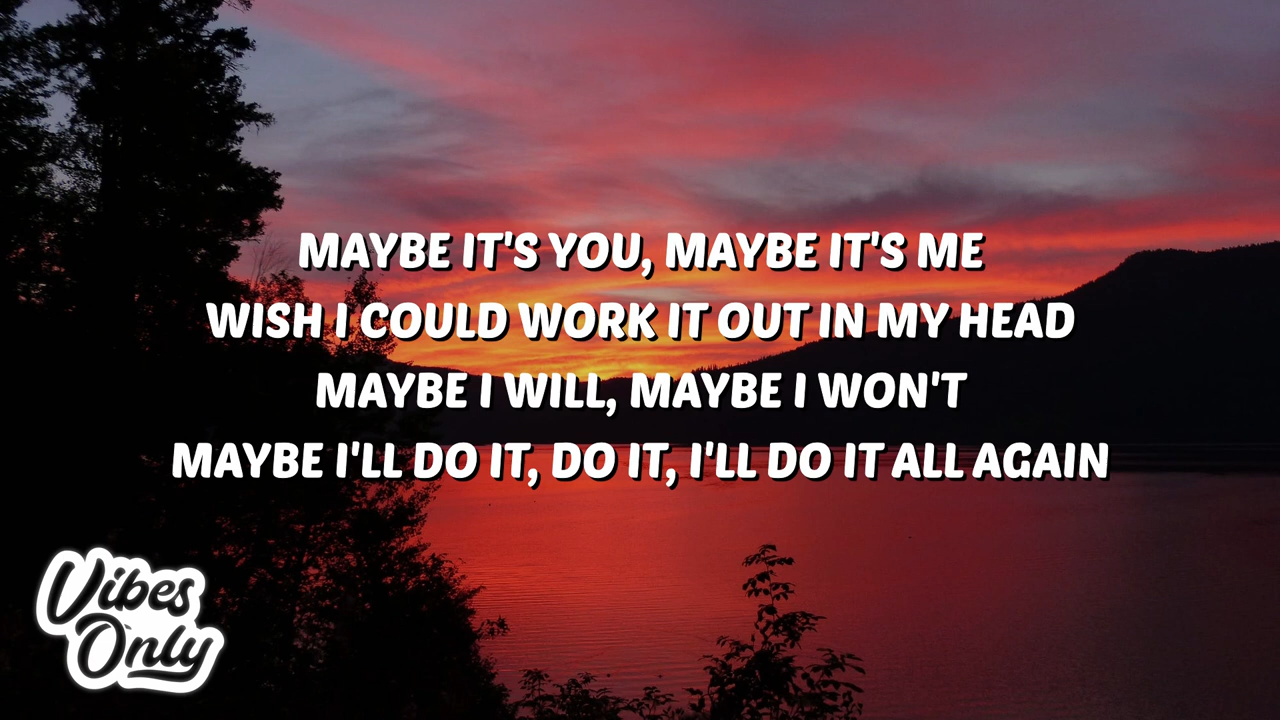 MAYBE IT'S YOU, MAYBE IT'S ME
WISH I COULD WORK IT OUT IN MY HEAD
MAYBE I WILL, MAYBE I WON'T
MAYBE I'LL DO IT, DO IT, I'LL DO IT ALL AGAIN
Vibes
Only